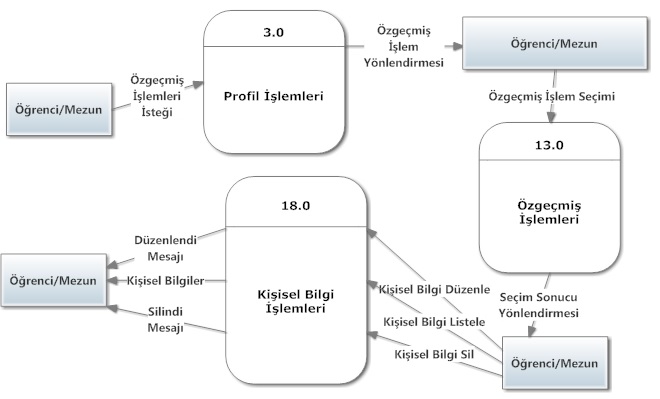 Öğrenci/Mezun
Özgeçmiş
İşlemleri
İsteği
3.0
Profil İşlemleri
Özgeçmiş
İşlem
Yönlendirmesi
Öğrenci/Mezun
Özgeçmiş İşlem Seçimi
13.0
Özgeçmiş
İşlemleri
Seçim Sonucu
Yönlendirmesi
Öğrenci/Mezun
Kişisel Bilgi Düzenle
Kişisel Bilgi Listele
Kişisel Bilgi Sil
18.0
Kişisel Bilgi
İşlemleri
Düzenlendi
Mesajı
Kişisel Bilgiler
Silindi
Mesajı
Öğrenci/Mezun